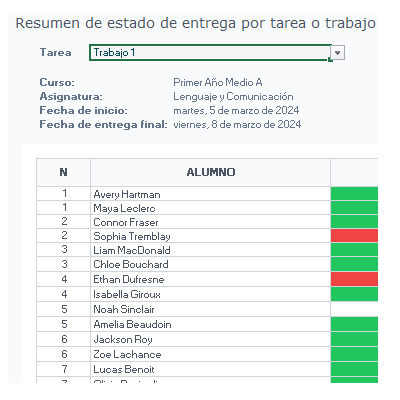 Resumen de estado de entrega por tarea o trabajo
Tarea Trabajo 1
Curso: Primer Año Medio A
Asignatura: Lenguaje y Comunicación
Fecha de inicio: martes, 5 de marzo de 2024
Fecha de entrega final: viernes, 8 de marzo de 2024
N ALUMNO
1 Avery Hartman
1 Maya Leclerc
2 Connor Fraser
2 Sophia Tremblay
3 Liam MacDonald
3 Chloe Bouchard
4 Ethan Dufresne
4 Isabella Giroux
5 Noah Sinclair
5 Amelia Beaudoin
6 Jackson Roy
6 Zoe Lachance
7 Lucas Benoit